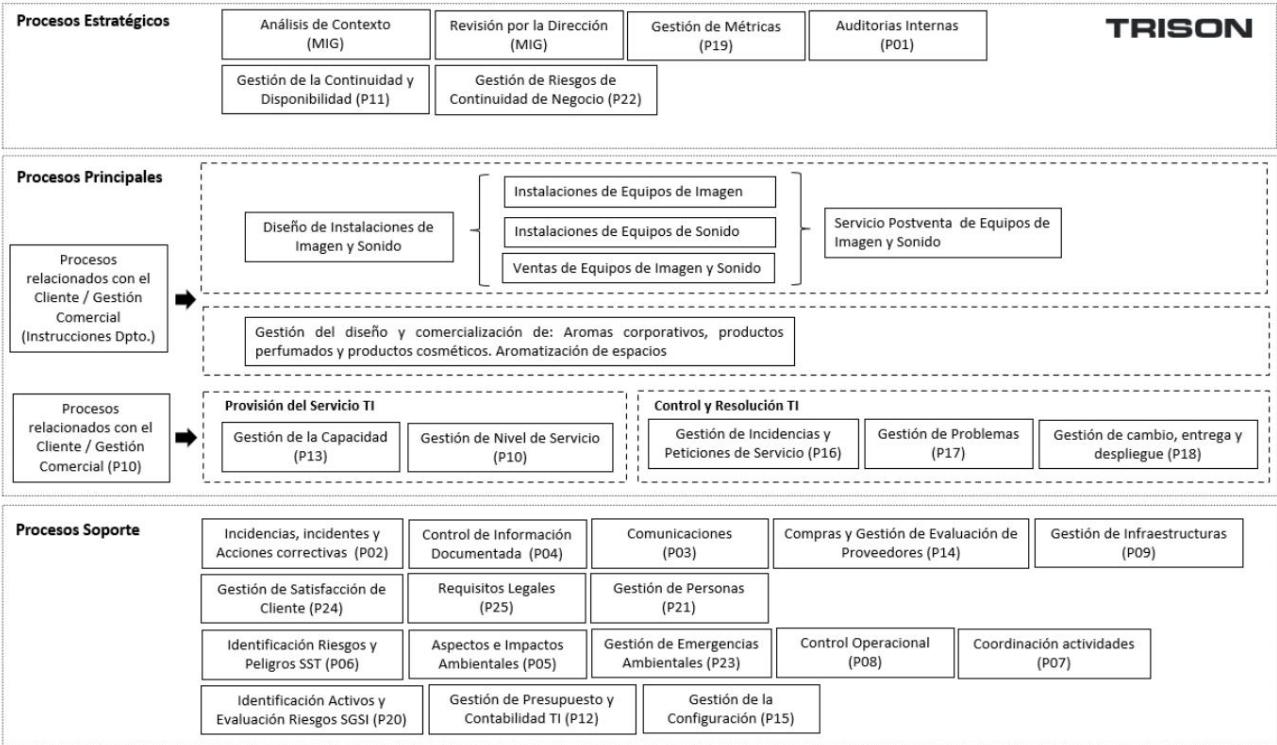 Procesos Estratégicos
TRISON
Análisis de Contexto
(MIG)
Revisión por la Dirección
(MIG)
Gestión de Métricas
(P19)
Auditorias Internas
(P01)
Gestión de la Continuidad y
Disponibilidad (P11)
Gestión de Riesgos de
Continuidad de Negocio (P22)
Procesos Principales
Procesos
relacionados con el
Cliente / Gestión
Comercial
(Instrucciones Dpto.)
Diseño de Instalaciones de
Imagen y Sonido
Instalaciones de Equipos de Imagen
Instalaciones de Equipos de Sonido
Ventas de Equipos de Imagen y Sonido
Servicio Postventa de Equipos de
Imagen y Sonido
Gestión del diseño y comercialización de: Aromas corporativos, productos
perfumados y productos cosméticos. Aromatización de espacios
Procesos
relacionados con el
Cliente / Gestión
Comercial (P10)
Provisión del Servicio TI
Gestión de la Capacidad
(P13)
Gestión de Nivel de Servicio
(P10)
Control y Resolución TI
Gestión de Incidencias y
Peticiones de Servicio (P16)
Gestión de Problemas
(P17)
Gestión de cambio, entrega y
despliegue (P18)
Procesos Soporte
Incidencias, incidentes y
Acciones correctivas (P02)
Control de Información
Documentada (P04)
Comunicaciones
(P03)
Compras y Gestión de Evaluación de
Proveedores (P14)
Gestión de Infraestructuras
(P09)
Gestión de Satisfacción de
Cliente (P24)
Requisitos Legales
(P25)
Gestión de Personas
(P21)
Identificación Riesgos y
Peligros SST (P06)
Aspectos e Impactos
Ambientales (P05)
Gestión de Emergencias
Ambientales (P23)
Control Operacional
(P08)
Coordinación actividades
(P07)
Identificación Activos y
Evaluación Riesgos SGSI (P20)
Gestión de Presupuesto y
Contabilidad TI (P12)
Gestión de la
Configuración (P15)